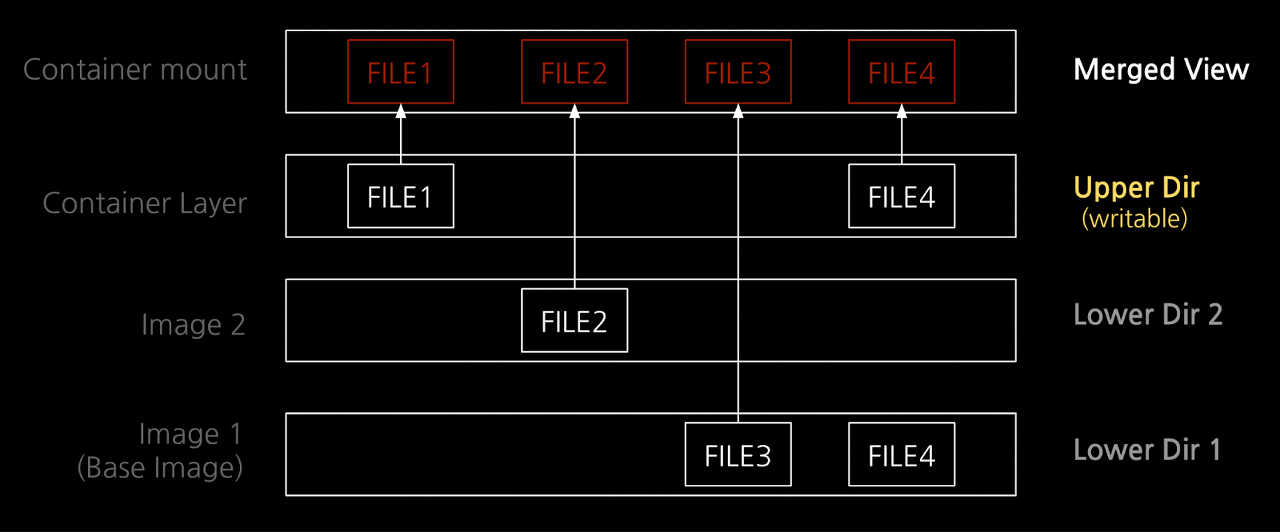 Container mount
FILE1
FILE2
FILE3
FILE4
Merged View
Container Layer
FILE1
FILE4
Upper Dir
(writable)
Image 2
FILE2
Lower Dir 2
Image 1
(Base Image)
FILE3
FILE4
Lower Dir 1